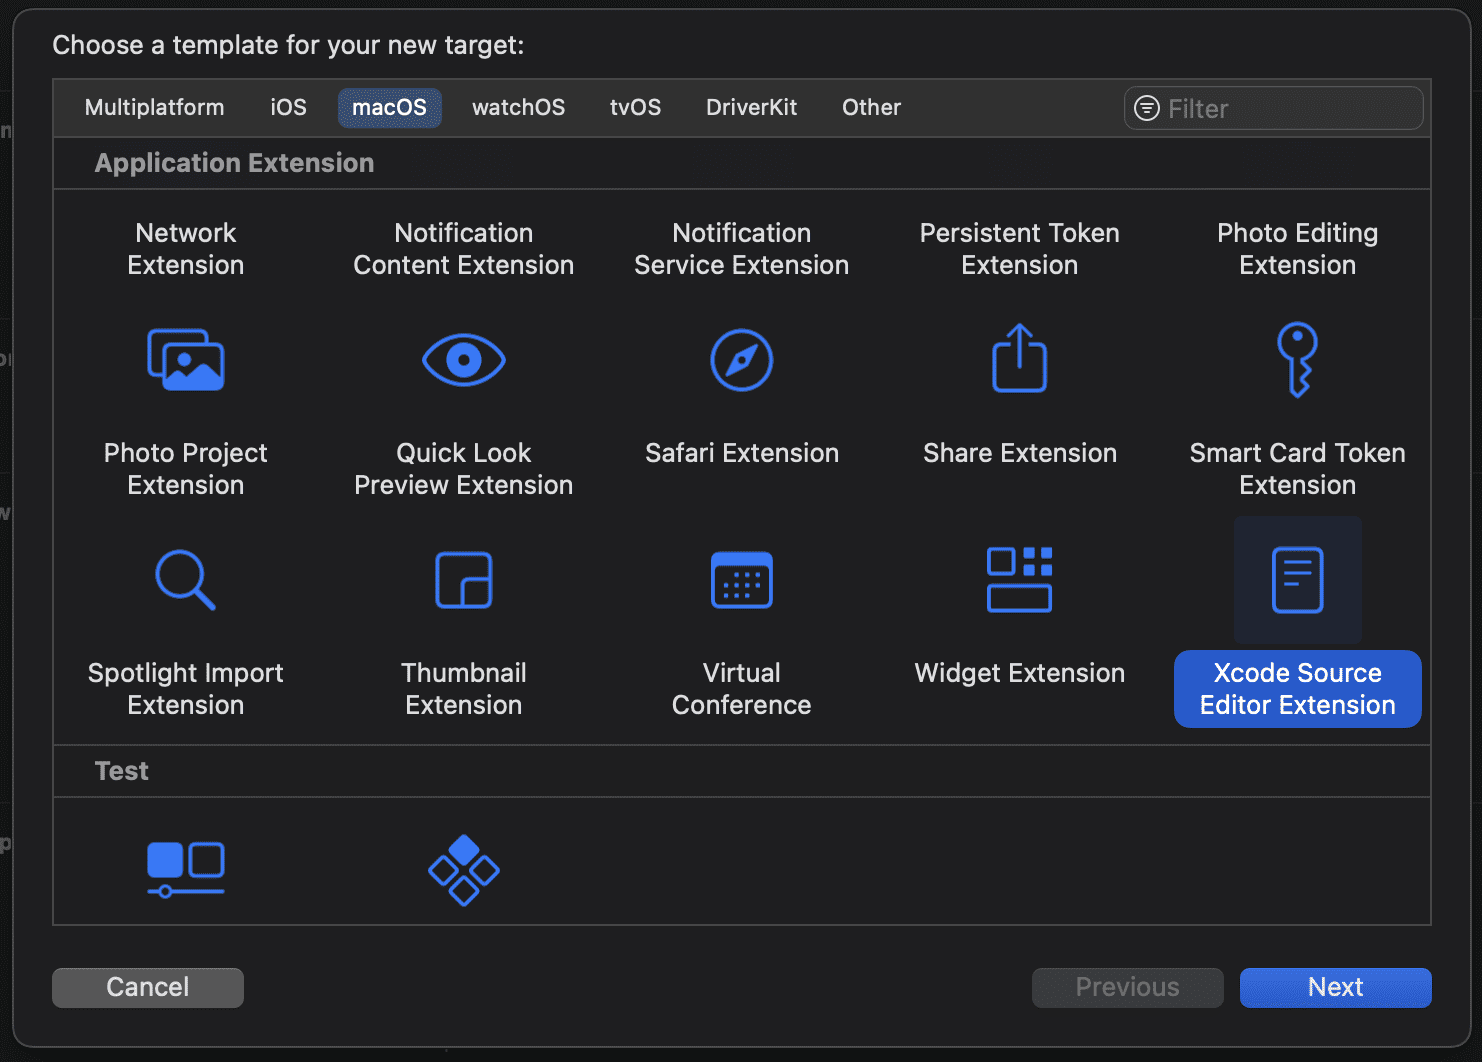 Choose a template for your new target:
Multiplatform iOS macOS watchOS tvOS DriverKit Other Filter
Application Extension
Network Extension
Notification Content Extension
Notification Service Extension
Persistent Token Extension
Photo Editing Extension
Photo Project Extension
Quick Look Preview Extension
Safari Extension
Share Extension
Smart Card Token Extension
Spotlight Import Extension
Thumbnail Extension
Virtual Conference
Widget Extension
Xcode Source Editor Extension
Test
Cancel Previous Next